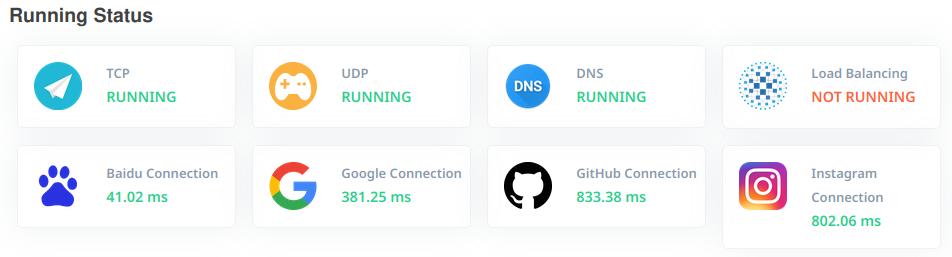 Running Status
TCP
RUNNING
UDP
RUNNING
DNS
DNS
RUNNING
Load Balancing
NOT RUNNING
Baidu Connection
41.02 ms
Google Connection
381.25 ms
GitHub Connection
833.38 ms
Instagram
Connection
802.06 ms